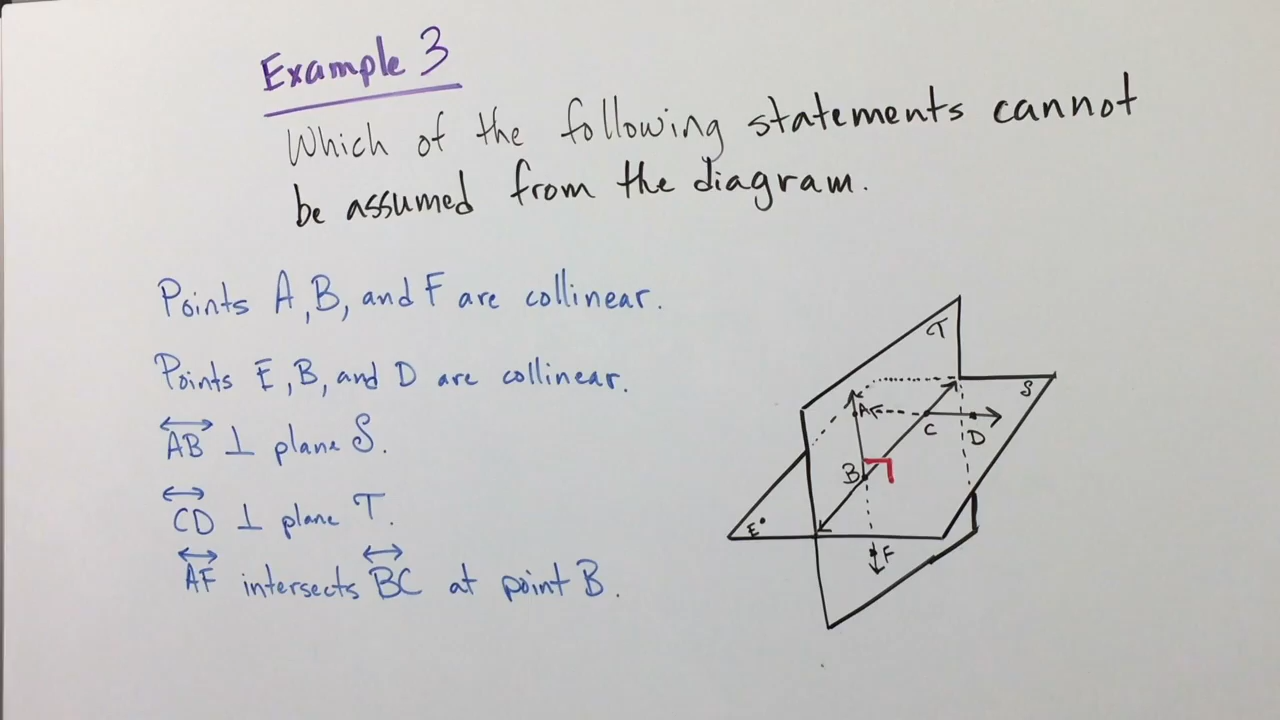 Example 3
Which of the following statements cannot
be assumed from the diagram.
Points A, B, and F are collinear.
Points E, B, and D are collinear.
AB ⊥ plane S.
CD ⊥ plane T.
AF intersects BC at point B.
T
S
A
C
D
B
E
F